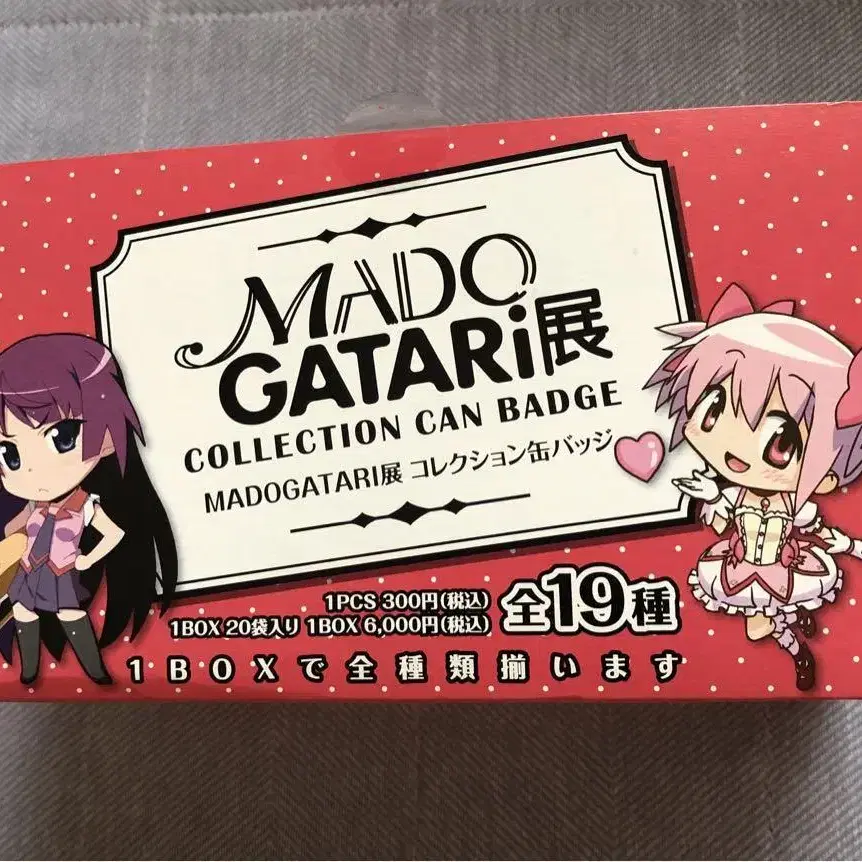 MADO
GATARi展
COLLECTION CAN BADGE
MADOGATARI展 コレクション缶バッジ
1PCS 300円(税込)
1BOX 20袋入り 1BOX 6,000円(税込)
全19種
1BOXで全種類揃います